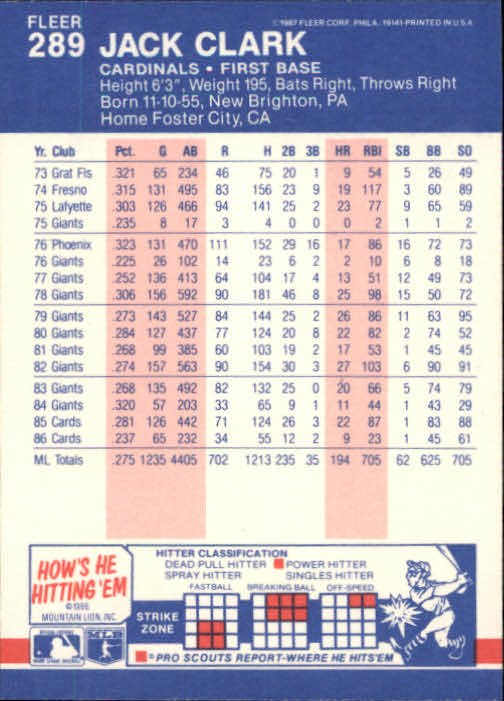 FLEER
289 JACK CLARK
©1987 FLEER CORP., PHILA. 19141-PRINTED IN U.S.A.
CARDINALS • FIRST BASE
Height 6'3", Weight 195, Bats Right, Throws Right
Born 11-10-55, New Brighton, PA
Home Foster City, CA
Yr. Club Pct. G AB R H 2B 3B HR RBI SB BB SO
73 Grat Fls .321 65 234 46 75 20 1 9 54 5 26 49
74 Fresno .315 131 495 83 156 23 9 19 117 3 60 89
75 Lafyette .303 126 466 94 141 25 2 23 77 9 65 59
75 Giants .235 8 17 3 4 0 0 0 2 1 1 2
76 Phoenix .323 131 470 111 152 29 16 17 86 16 72 73
76 Giants .225 26 102 14 23 6 2 2 10 6 8 18
77 Giants .252 136 413 64 104 17 4 13 51 12 49 73
78 Giants .306 156 592 90 181 46 8 25 98 15 50 72
79 Giants .273 143 527 84 144 25 2 26 86 11 63 95
80 Giants .284 127 437 77 124 20 8 22 82 2 74 52
81 Giants .268 99 385 60 103 19 2 17 53 1 45 45
82 Giants .274 157 563 90 154 30 3 27 103 6 90 91
83 Giants .268 135 492 82 132 25 0 20 66 5 74 79
84 Giants .320 57 203 33 65 9 1 11 44 1 43 29
85 Cards .281 126 442 71 124 26 3 22 87 1 83 88
86 Cards .237 65 232 34 55 12 2 9 23 1 45 61
ML Totals .275 1235 4405 702 1213 235 35 194 705 62 625 705
HOW'S HE
HITTING 'EM
©1986
MOUNTAIN LION, INC.
MLB
HITTER CLASSIFICATION
DEAD PULL HITTER POWER HITTER
SPRAY HITTER SINGLES HITTER
FASTBALL BREAKING BALL OFF-SPEED
STRIKE
ZONE
=PRO SCOUTS REPORT-WHERE HE HITS 'EM